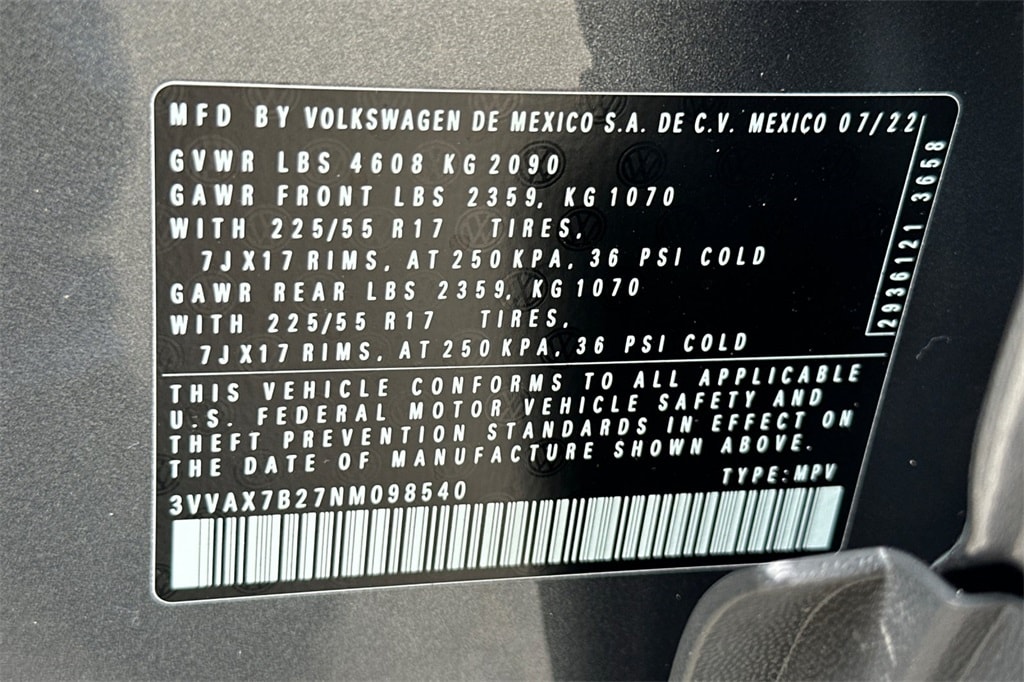 MFD BY VOLKSWAGEN DE MEXICO S.A. DE C.V. MEXICO 07/22
GVWR LBS 4608 KG 2090
GAWR FRONT LBS 2359, KG 1070
WITH 225/55 R17 TIRES,
7JX17 RIMS, AT 250 KPA, 36 PSI COLD
GAWR REAR LBS 2359, KG 1070
WITH 225/55 R17 TIRES,
7JX17 RIMS, AT 250 KPA, 36 PSI COLD
2936121 3658
THIS VEHICLE CONFORMS TO ALL APPLICABLE
U.S. FEDERAL MOTOR VEHICLE SAFETY AND
THEFT PREVENTION STANDARDS IN EFFECT ON
THE DATE OF MANUFACTURE SHOWN ABOVE.
TYPE: MPV
3VVAX7B27NM098540